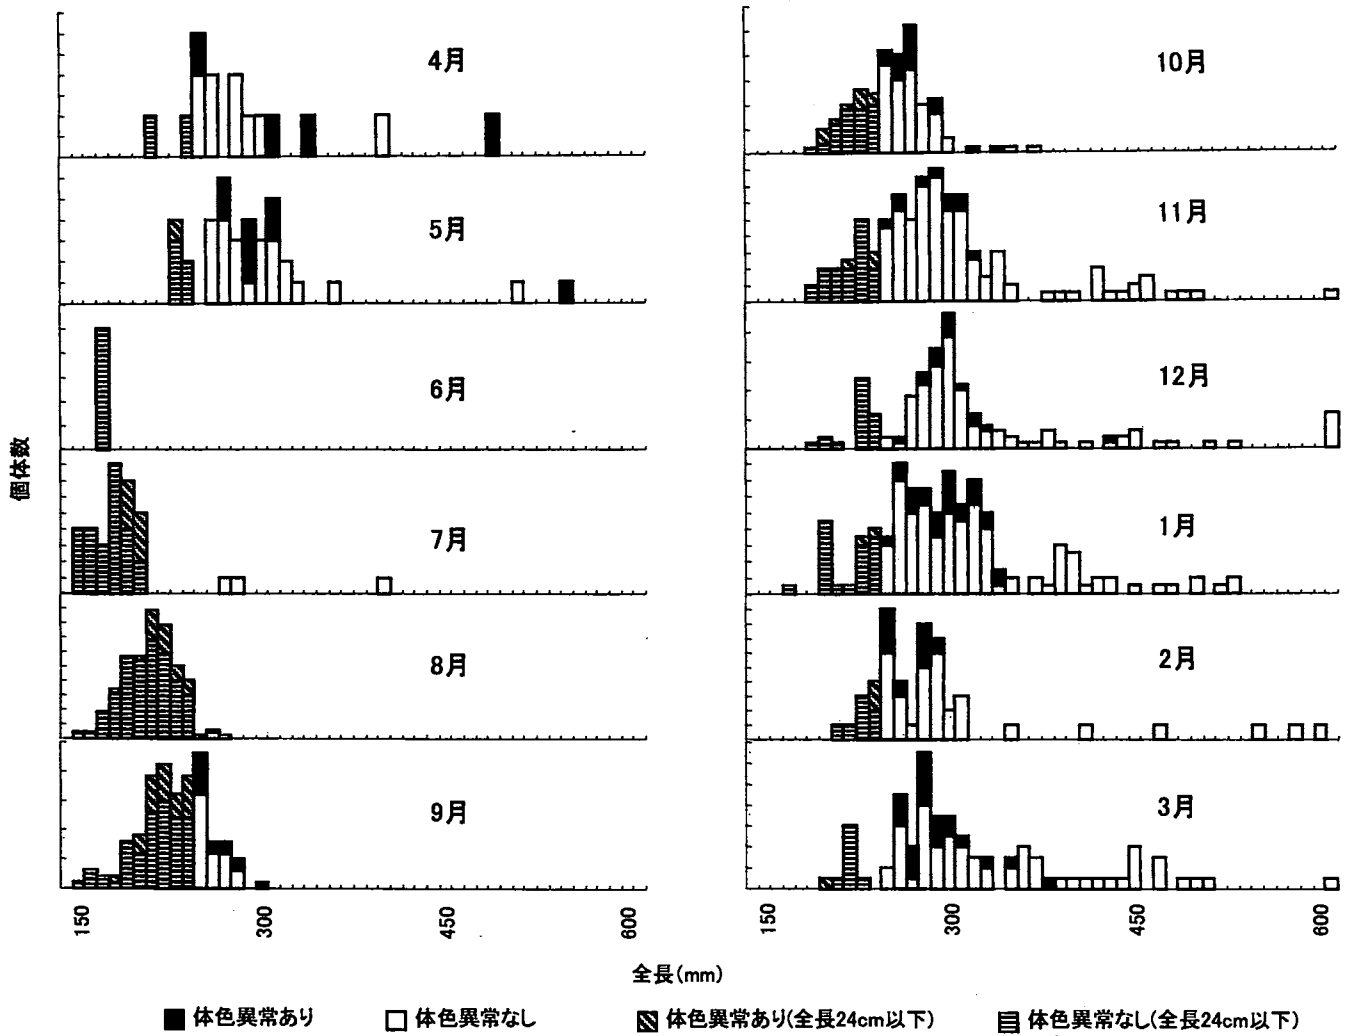 4月
5月
6月
7月
8月
9月
10月
11月
12月
1月
2月
3月
個体数
150 300 450 600
150 300 450 600
全長(mm)
体色異常あり 体色異常なし 体色異常あり(全長24cm以下) 体色異常なし(全長24cm以下)